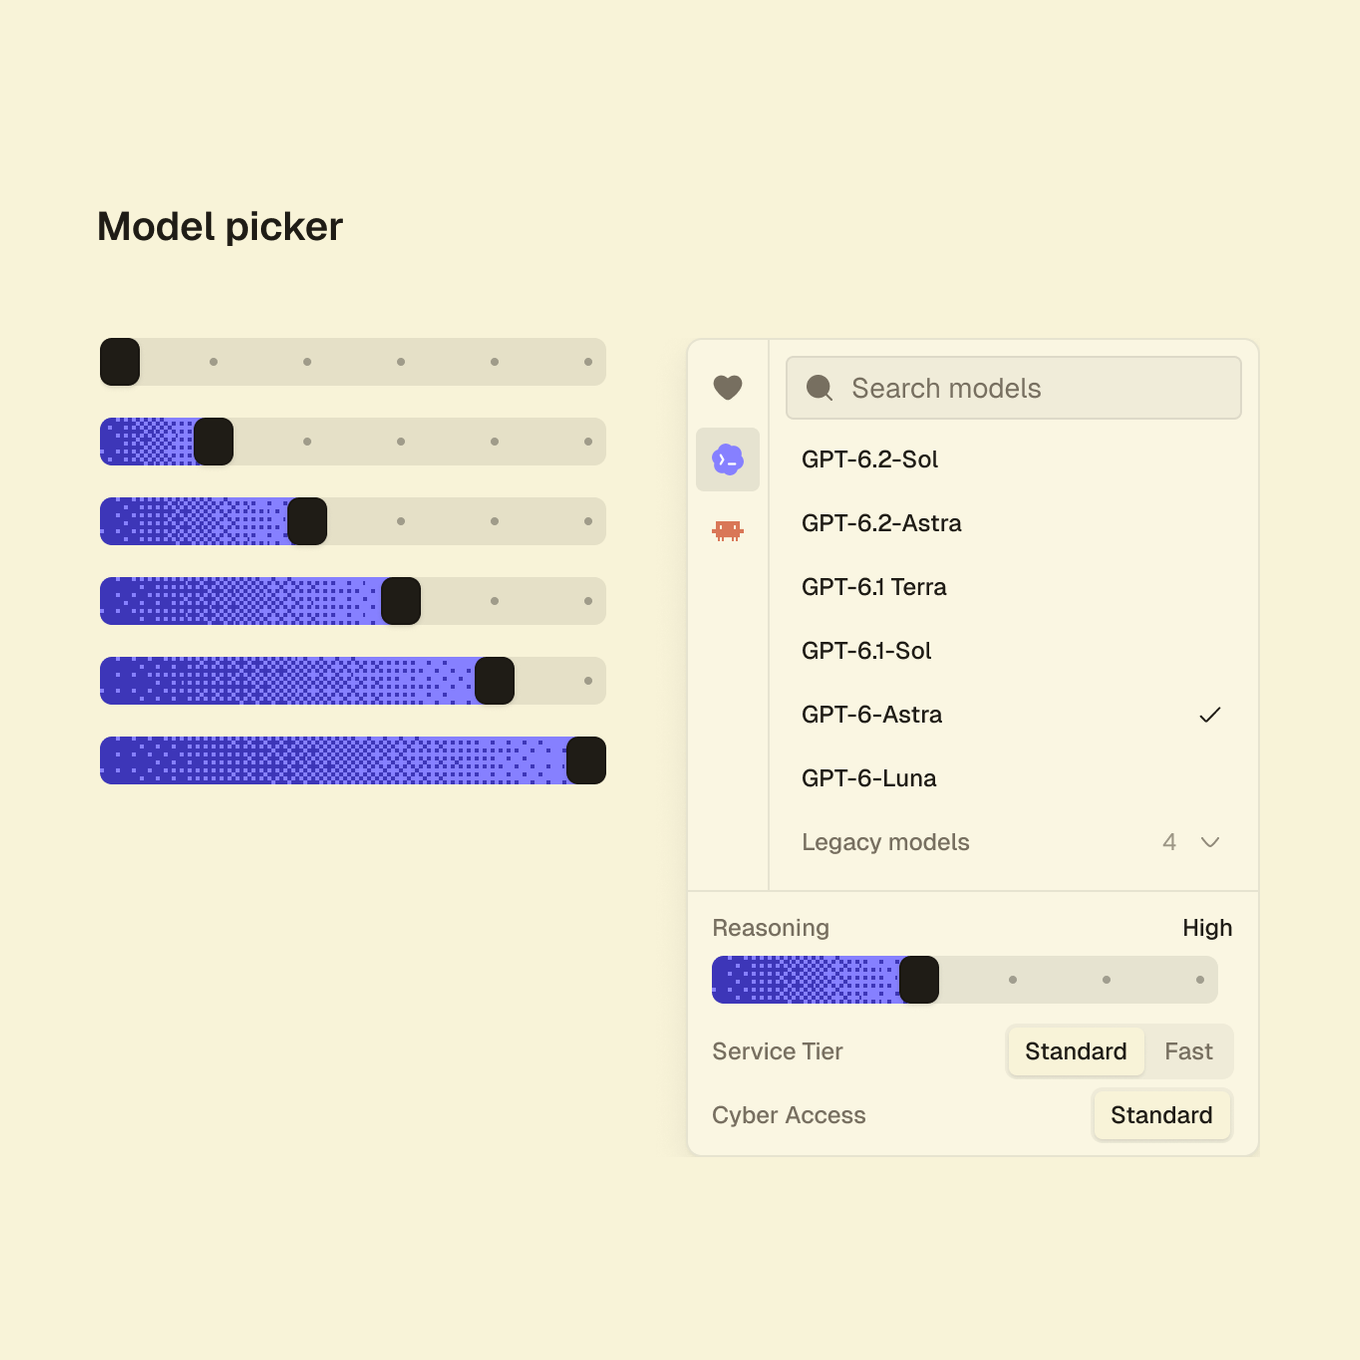 Model picker
Search models
GPT-6.2-Sol
GPT-6.2-Astra
GPT-6.1 Terra
GPT-6.1-Sol
GPT-6-Astra
GPT-6-Luna
Legacy models 4
Reasoning High
Service Tier Standard Fast
Cyber Access Standard